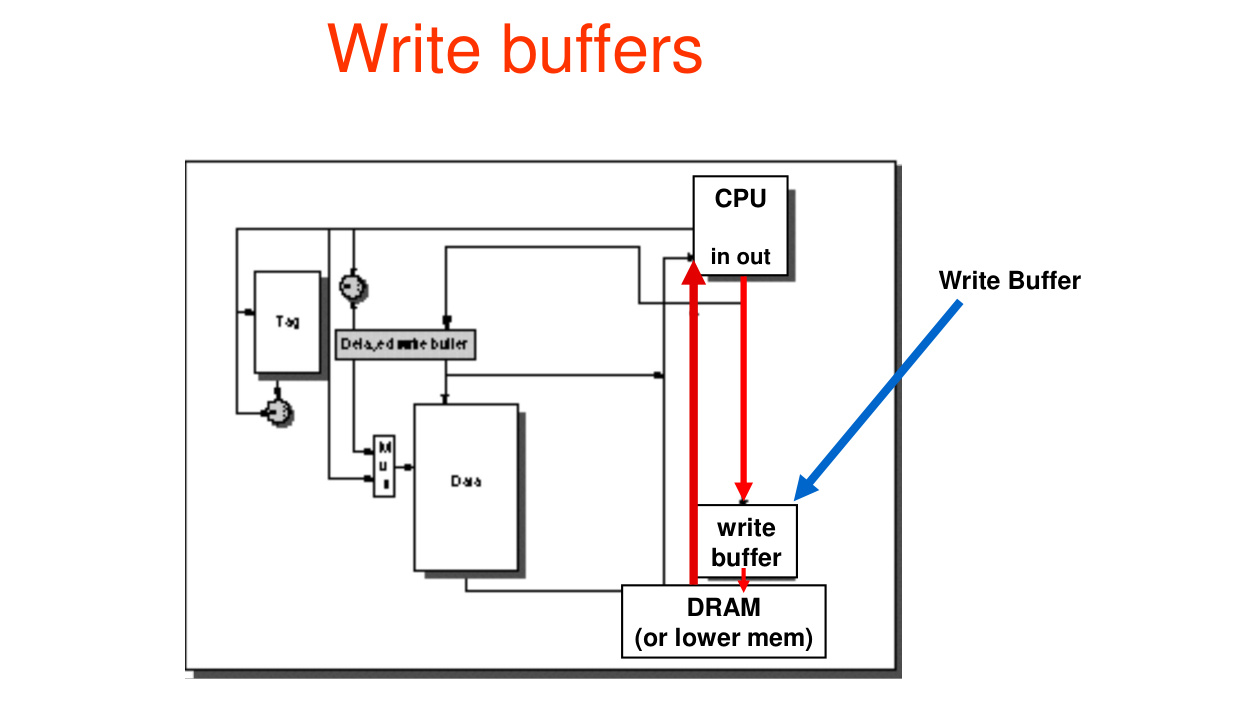 Write buffers
CPU
in out
Write Buffer
Tag
Delayed write buffer
M
u
x
Data
write
buffer
DRAM
(or lower mem)